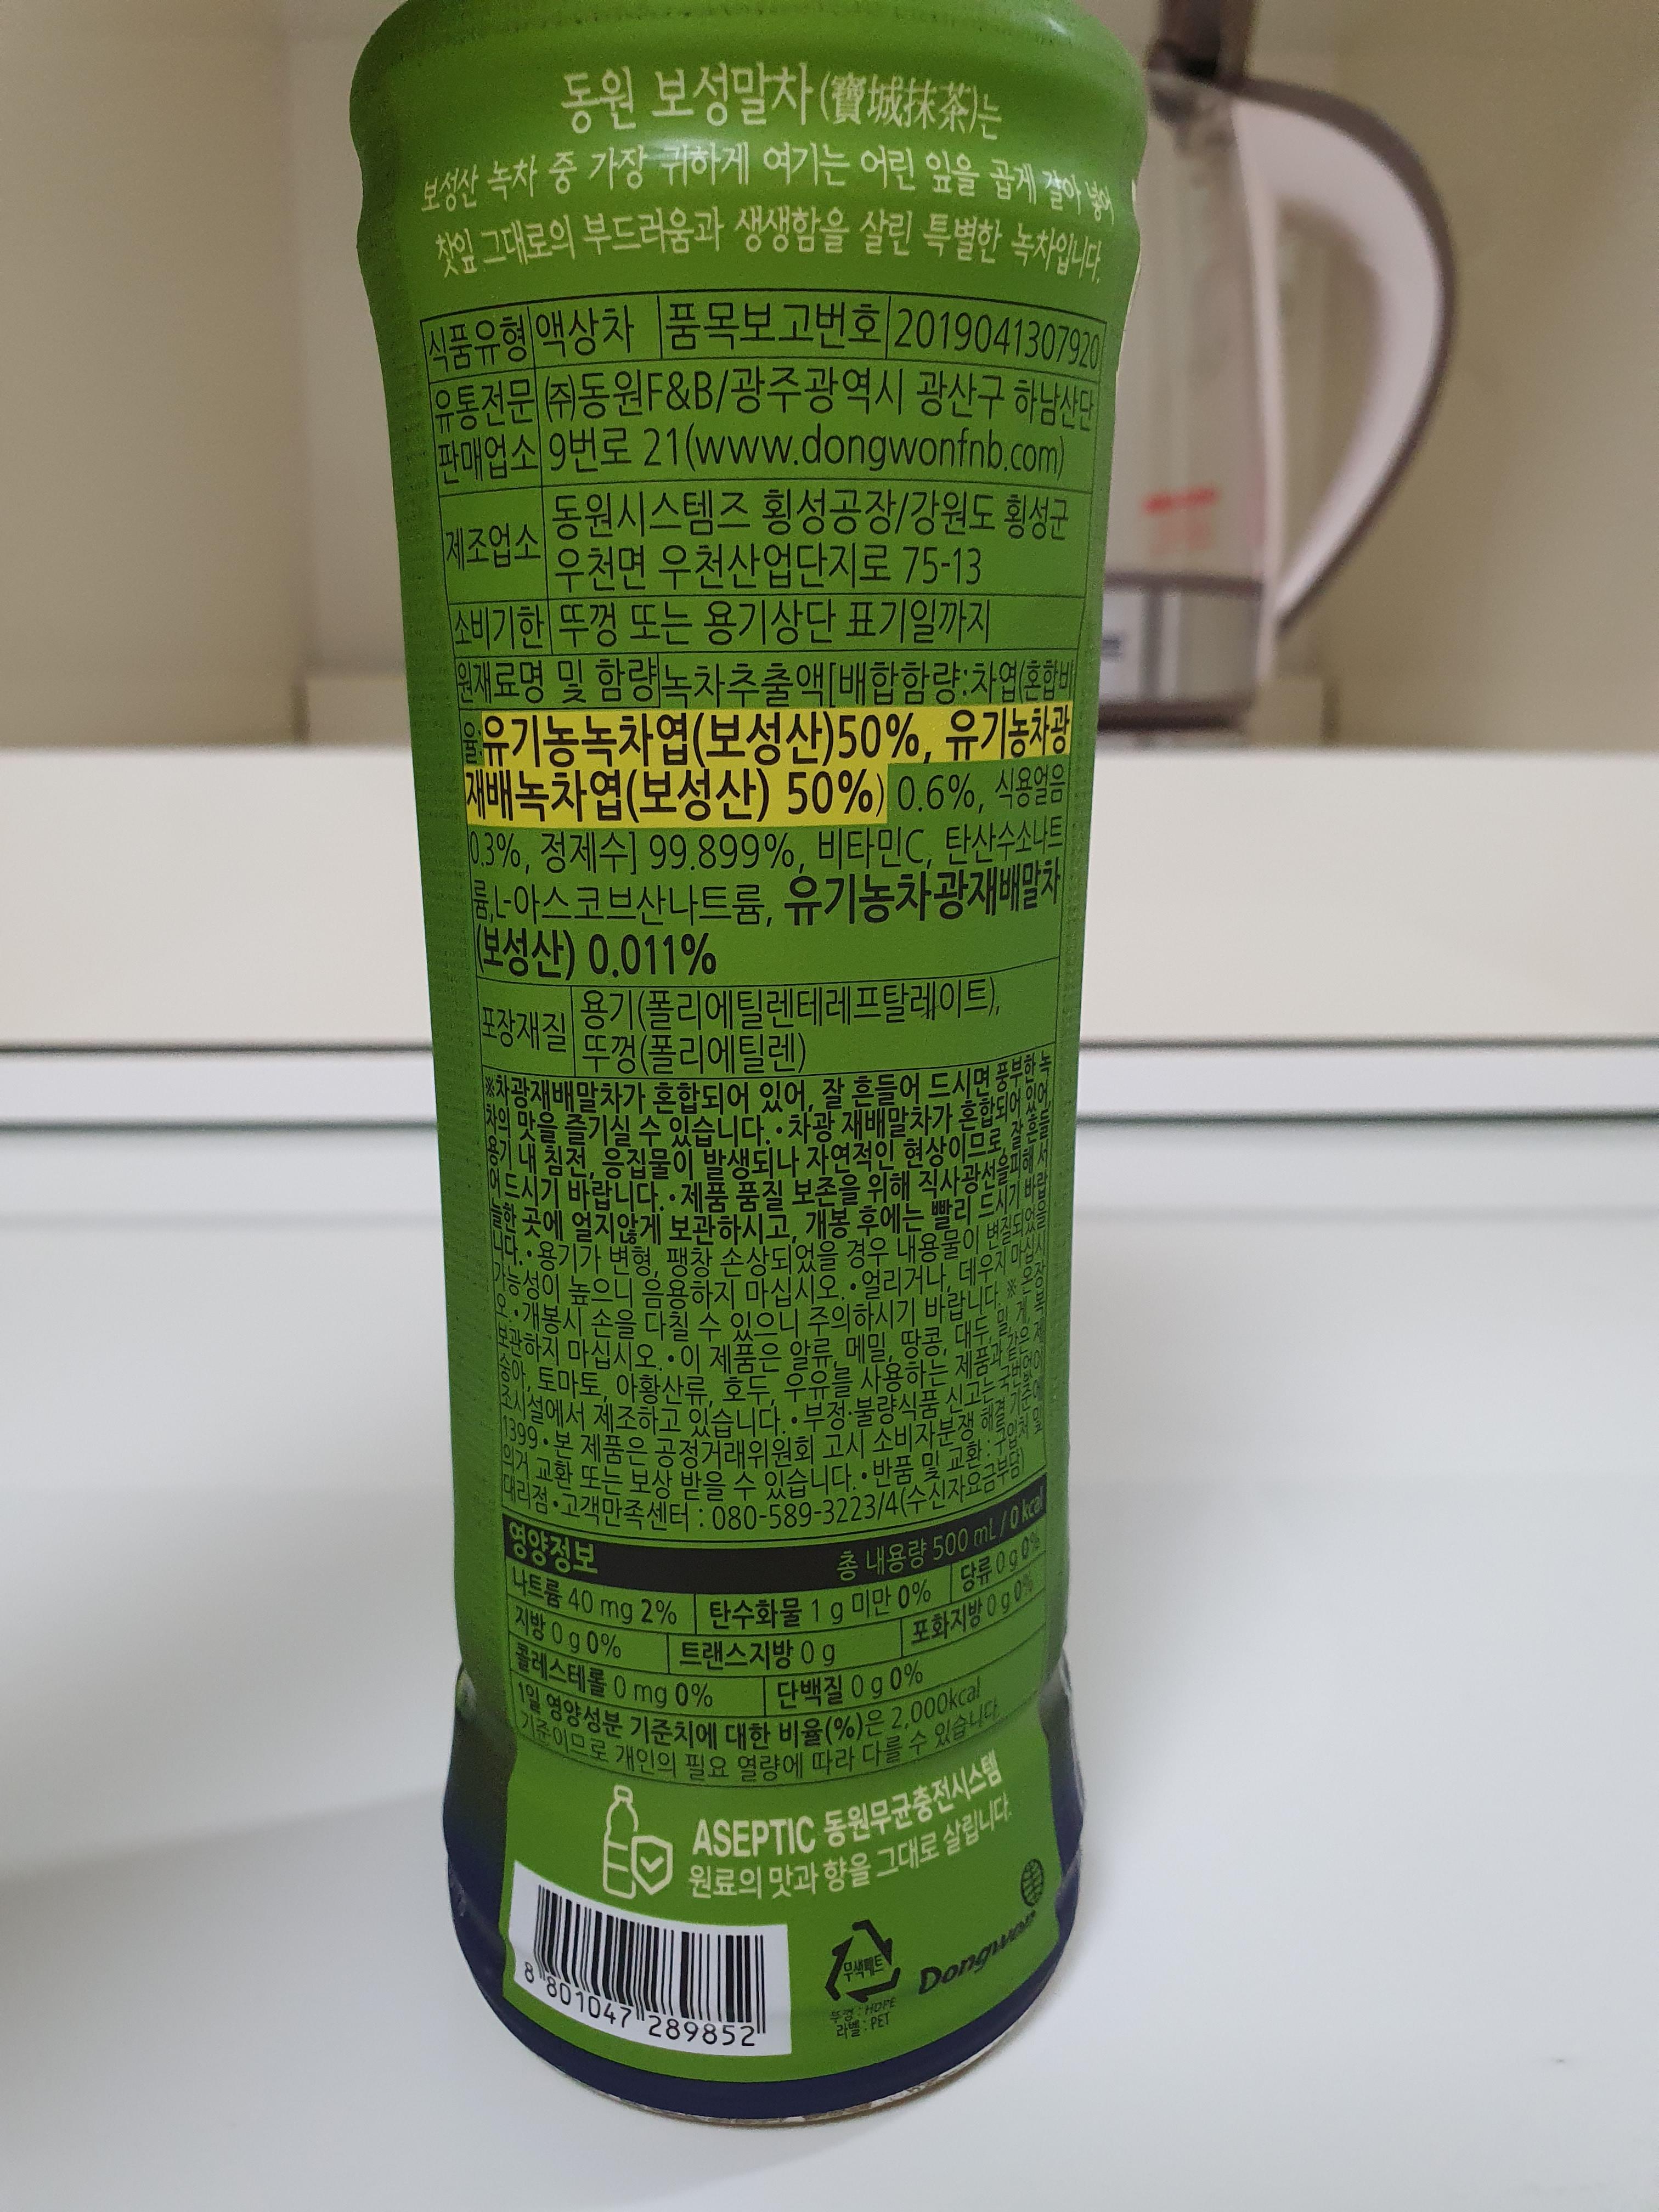 동원 보성말차(寶城抹茶)는
보성산 녹차 중 가장 귀하게 여기는 어린 잎을 곱게 갈아 넣어
찻잎 그대로의 부드러움과 생생함을 살린 특별한 녹차입니다.
식품유형 액상차 품목보고번호 2019041307920
유통전문 ㈜동원F&B/광주광역시 광산구 하남산단
판매업소 9번로 21(www.dongwonfnb.com)
제조업소 동원시스템즈 횡성공장/강원도 횡성군
우천면 우천산업단지로 75-13
소비기한 뚜껑 또는 용기상단 표기일까지
원재료명 및 함량 녹차추출액[배합함량:차엽(혼합비
율:유기농녹차엽(보성산)50%, 유기농차광
재배녹차엽(보성산) 50%) 0.6%, 식용얼음
0.3%, 정제수] 99.899%, 비타민C, 탄산수소나트
륨,L-아스코브산나트륨, 유기농차광재배말차
(보성산) 0.011%
포장재질 용기(폴리에틸렌테레프탈레이트),
뚜껑(폴리에틸렌)
※차광재배말차가 혼합되어 있어, 잘 흔들어 드시면 풍부한 녹
차의 맛을 즐기실 수 있습니다.•차광 재배말차가 혼합되어 있어,
용기 내 침전, 응집물이 발생되나 자연적인 현상이므로 잘 흔들
어 드시기 바랍니다.•제품 품질 보존을 위해 직사광선을피해 서
늘한 곳에 얼지않게 보관하시고, 개봉 후에는 빨리 드시기 바랍
니다.•용기가 변형, 팽창 손상되었을 경우 내용물이 변질되었을
가능성이 높으니 음용하지 마십시오.•얼리거나, 데우지 마십시
오.•개봉시 손을 다칠 수 있으니 주의하시기 바랍니다.※온장
보관하지 마십시오.•이 제품은 알류, 메밀, 땅콩, 대두, 밀, 게, 복
숭아, 토마토, 아황산류, 호두, 우유를 사용하는 제품과 같은 제
조시설에서 제조하고 있습니다.•부정·불량식품 신고는 국번없이
1399•본 제품은 공정거래위원회 고시 소비자분쟁 해결 기준에
의거 교환 또는 보상 받을 수 있습니다.•반품 및 교환 : 구입처 및
대리점•고객만족센터 : 080-589-3223/4(수신자요금부담)
영양정보 총 내용량 500 mL / 0 kcal
나트륨 40 mg 2% 탄수화물 1 g 미만 0% 당류 0 g 0%
지방 0 g 0% 트랜스지방 0 g 포화지방 0 g 0%
콜레스테롤 0 mg 0% 단백질 0 g 0%
1일 영양성분 기준치에 대한 비율(%)은 2,000kcal
기준이므로 개인의 필요 열량에 따라 다를 수 있습니다.
ASEPTIC 동원무균충전시스템
원료의 맛과 향을 그대로 살립니다.
8 801047 289852
무색페트
뚜껑 : HDPE
라벨 : PET
Dongwon